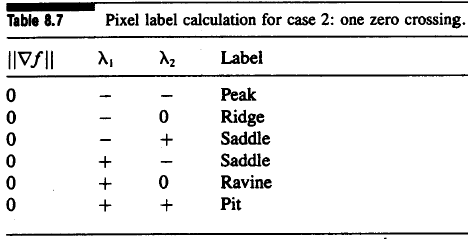 Table 8.7 Pixel label calculation for case 2: one zero crossing.
||∇f|| λ₁ λ₂ Label
0 − − Peak
0 − 0 Ridge
0 − + Saddle
0 + − Saddle
0 + 0 Ravine
0 + + Pit